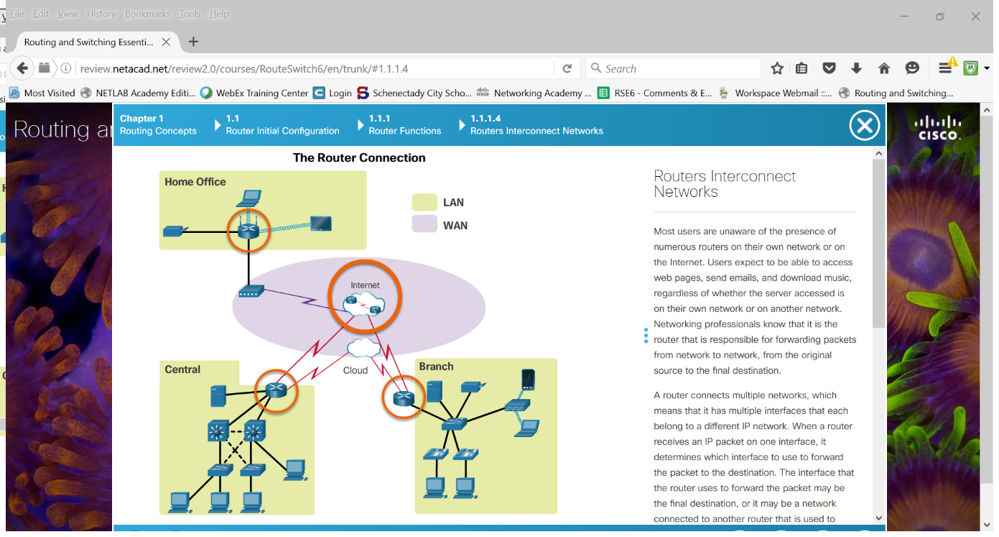 File Edit View History Bookmarks Tools Help
Routing and Switching Essenti...
review.netacad.net/review2.0/courses/RouteSwitch6/en/trunk/#1.1.1.4
Search
Most Visited NETLAB Academy Editi... WebEx Training Center Login Schenectady City Scho... Networking Academy ... RSE6 - Comments & E... Workspace Webmail ::... Routing and Switching...
Routing a
Chapter 1
Routing Concepts
1.1
Router Initial Configuration
1.1.1
Router Functions
1.1.1.4
Routers Interconnect Networks
CISCO
The Router Connection
Home Office
LAN
WAN
Internet
Cloud
Central
Branch
Routers Interconnect
Networks
Most users are unaware of the presence of
numerous routers on their own network or on
the Internet. Users expect to be able to access
web pages, send emails, and download music,
regardless of whether the server accessed is
on their own network or on another network.
Networking professionals know that it is the
router that is responsible for forwarding packets
from network to network, from the original
source to the final destination.
A router connects multiple networks, which
means that it has multiple interfaces that each
belong to a different IP network. When a router
receives an IP packet on one interface, it
determines which interface to use to forward
the packet to the destination. The interface that
the router uses to forward the packet may be
the final destination, or it may be a network
connected to another router that is used to